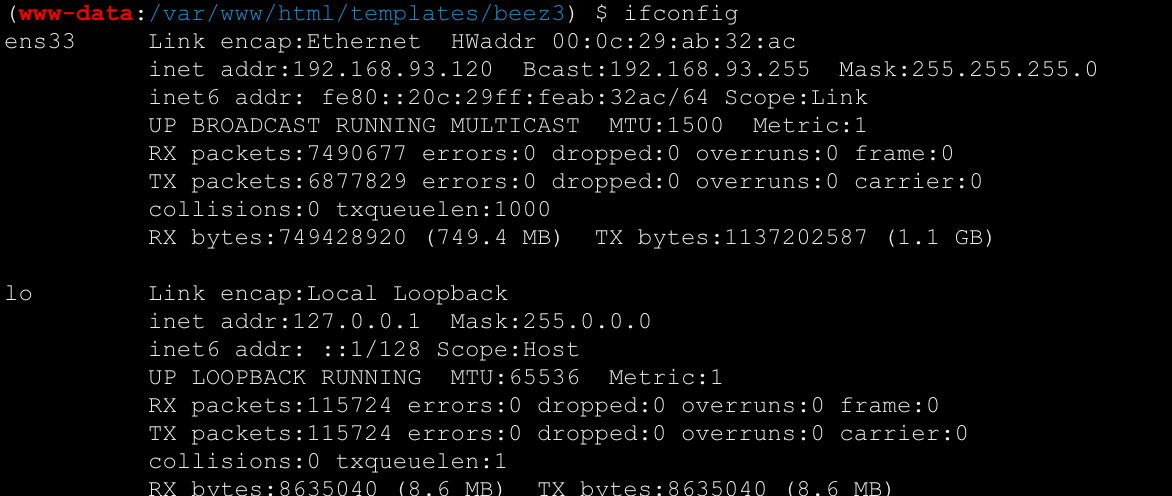 (www-data:/var/www/html/templates/beez3) $ ifconfig
ens33     Link encap:Ethernet  HWaddr 00:0c:29:ab:32:ac
          inet addr:192.168.93.120  Bcast:192.168.93.255  Mask:255.255.255.0
          inet6 addr: fe80::20c:29ff:feab:32ac/64 Scope:Link
          UP BROADCAST RUNNING MULTICAST  MTU:1500  Metric:1
          RX packets:7490677 errors:0 dropped:0 overruns:0 frame:0
          TX packets:6877829 errors:0 dropped:0 overruns:0 carrier:0
          collisions:0 txqueuelen:1000
          RX bytes:749428920 (749.4 MB)  TX bytes:1137202587 (1.1 GB)

lo        Link encap:Local Loopback
          inet addr:127.0.0.1  Mask:255.0.0.0
          inet6 addr: ::1/128 Scope:Host
          UP LOOPBACK RUNNING  MTU:65536  Metric:1
          RX packets:115724 errors:0 dropped:0 overruns:0 frame:0
          TX packets:115724 errors:0 dropped:0 overruns:0 carrier:0
          collisions:0 txqueuelen:1
          RX bytes:8635040 (8.6 MB)  TX bytes:8635040 (8.6 MB)